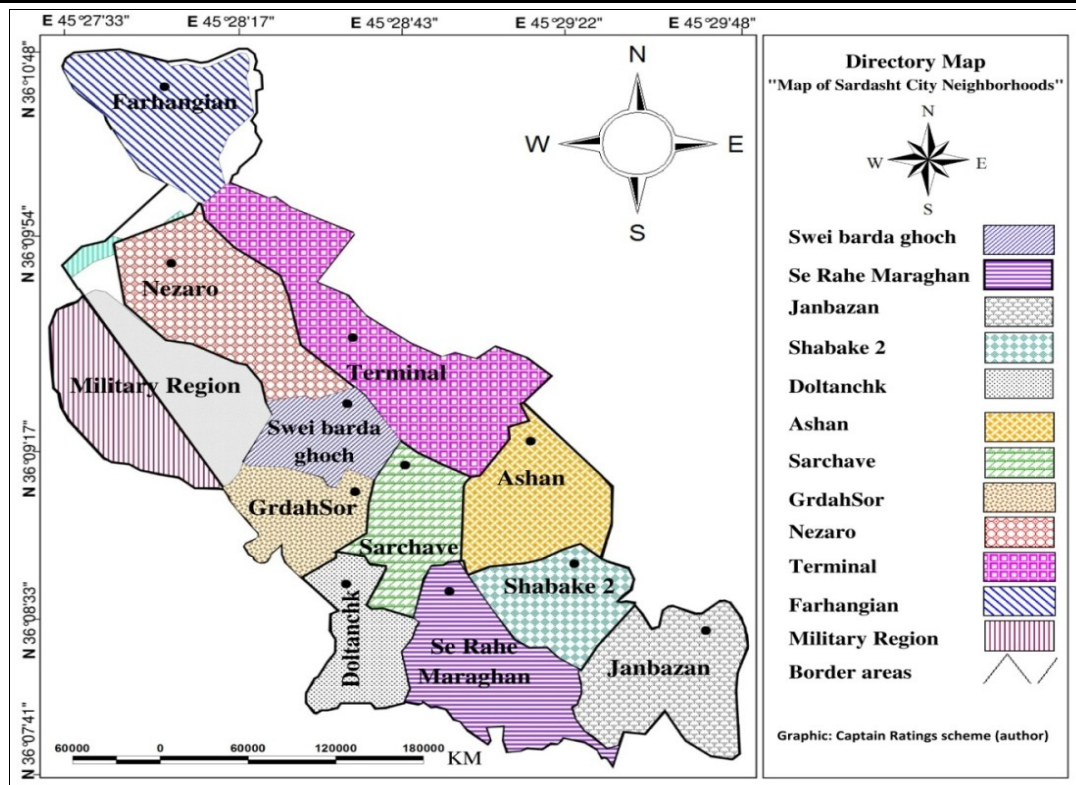 E 45°27'33"
E 45°28'17"
E 45°28'43"
E 45°29'22"
E 45°29'48"
N 36°10'48"
N 36°09'54"
N 36°09'17"
N 36°08'33"
N 36°07'41"
N
W
E
S
Farhangian
Nezaro
Terminal
Military Region
Swei barda
ghoch
Ashan
GrdahSor
Sarchave
Shabake 2
Doltanchk
Se Rahe
Maraghan
Janbazan
60000 0 60000 120000 180000
KM
Directory Map
"Map of Sardasht City Neighborhoods"
N
W
E
S
Swei barda ghoch
Se Rahe Maraghan
Janbazan
Shabake 2
Doltanchk
Ashan
Sarchave
GrdahSor
Nezaro
Terminal
Farhangian
Military Region
Border areas
Graphic: Captain Ratings scheme (author)